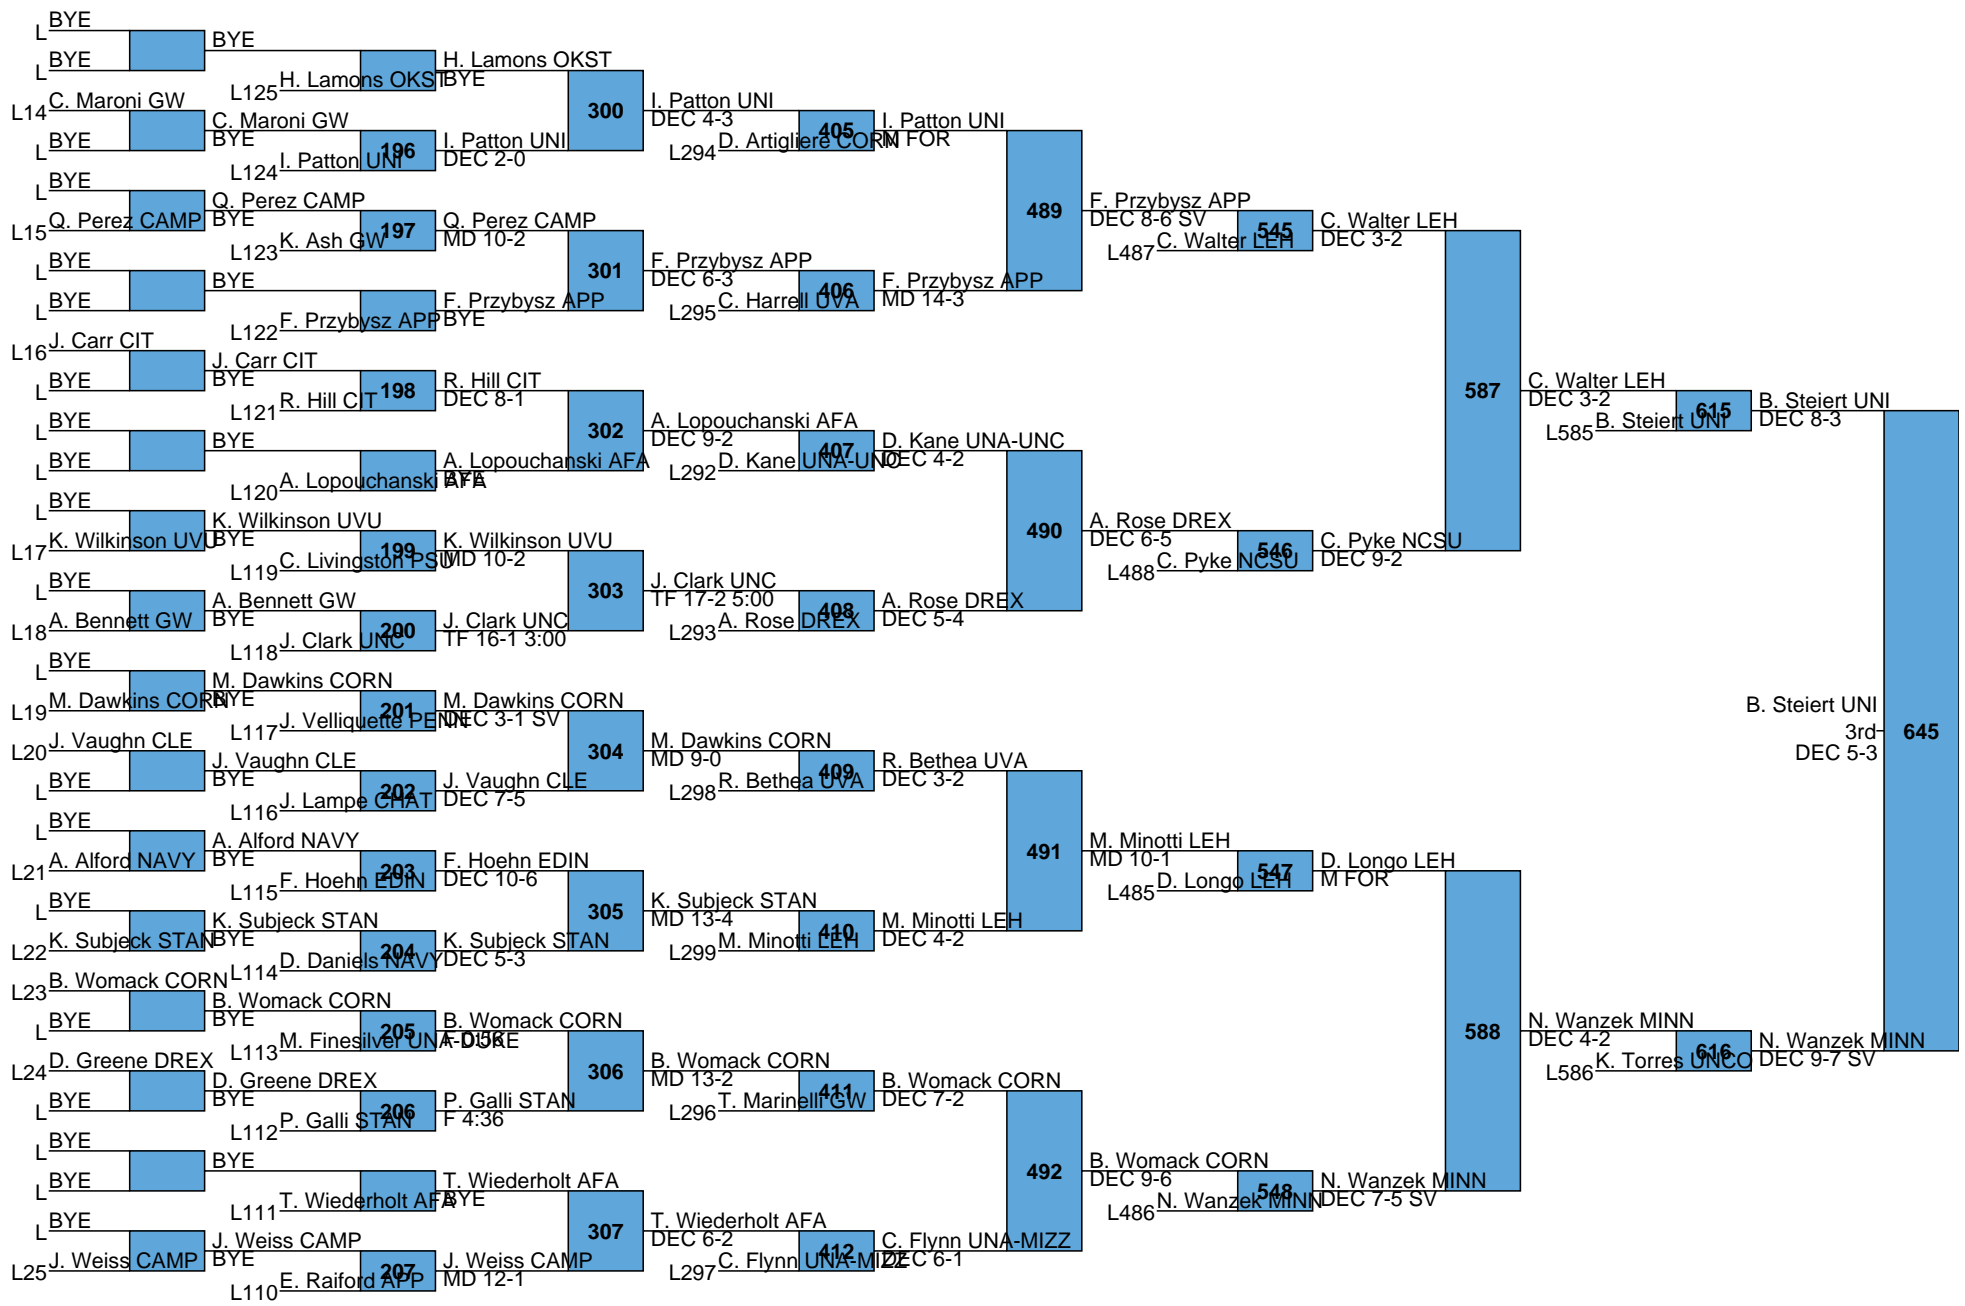 BYE
L
BYE
L
BYE
L125 H. Lamons OKST
H. Lamons OKST
BYE
L14 C. Maroni GW
BYE
L
C. Maroni GW
BYE
L124 I. Patton UNI
196
I. Patton UNI
DEC 2-0
300
I. Patton UNI
DEC 4-3
L294 D. Artigliere CORN
405
I. Patton UNI
M FOR
BYE
L
L15 Q. Perez CAMP
Q. Perez CAMP
BYE
L123 K. Ash GW
197
Q. Perez CAMP
MD 10-2
BYE
L
BYE
L
BYE
L122 F. Przybysz APP
F. Przybysz APP
BYE
301
F. Przybysz APP
DEC 6-3
L295 C. Harrell UVA
406
F. Przybysz APP
MD 14-3
489
F. Przybysz APP
DEC 8-6 SV
L487 C. Walter LEH
545
C. Walter LEH
DEC 3-2
L16 J. Carr CIT
BYE
L
J. Carr CIT
BYE
L121 R. Hill CIT
198
R. Hill CIT
DEC 8-1
BYE
L
BYE
L
BYE
L120 A. Lopouchanski AFA
A. Lopouchanski AFA
BYE
302
A. Lopouchanski AFA
DEC 9-2
L292 D. Kane UNA-UNC
407
D. Kane UNA-UNC
DEC 4-2
BYE
L
L17 K. Wilkinson UVU
K. Wilkinson UVU
BYE
L119 C. Livingston PSU
199
K. Wilkinson UVU
MD 10-2
BYE
L
L18 A. Bennett GW
A. Bennett GW
BYE
L118 J. Clark UNC
200
J. Clark UNC
TF 16-1 3:00
303
J. Clark UNC
TF 17-2 5:00
L293 A. Rose DREX
408
A. Rose DREX
DEC 5-4
490
A. Rose DREX
DEC 6-5
L488 C. Pyke NCSU
546
C. Pyke NCSU
DEC 9-2
587
C. Walter LEH
DEC 3-2
L585 B. Steiert UNI
615
B. Steiert UNI
DEC 8-3
BYE
L
L19 M. Dawkins CORN
M. Dawkins CORN
BYE
L117 J. Velliquette PENN
201
M. Dawkins CORN
DEC 3-1 SV
L20 J. Vaughn CLE
BYE
L
J. Vaughn CLE
BYE
L116 J. Lampe CHAT
202
J. Vaughn CLE
DEC 7-5
304
M. Dawkins CORN
MD 9-0
L298 R. Bethea UVA
409
R. Bethea UVA
DEC 3-2
BYE
L
L21 A. Alford NAVY
A. Alford NAVY
BYE
L115 F. Hoehn EDIN
203
F. Hoehn EDIN
DEC 10-6
BYE
L
L22 K. Subjeck STAN
K. Subjeck STAN
BYE
L114 D. Daniels NAVY
204
K. Subjeck STAN
DEC 5-3
305
K. Subjeck STAN
MD 13-4
L299 M. Minotti LEH
410
M. Minotti LEH
DEC 4-2
491
M. Minotti LEH
MD 10-1
L485 D. Longo LEH
547
D. Longo LEH
M FOR
L23 B. Womack CORN
BYE
L
B. Womack CORN
BYE
L113 M. Finesilver UNA-DUKE
205
B. Womack CORN
F 0:56
L24 D. Greene DREX
BYE
L
D. Greene DREX
BYE
L112 P. Galli STAN
206
P. Galli STAN
F 4:36
306
B. Womack CORN
MD 13-2
L296 T. Marinelli GW
411
B. Womack CORN
DEC 7-2
BYE
L
BYE
L
BYE
L111 T. Wiederholt AFA
T. Wiederholt AFA
BYE
BYE
L
L25 J. Weiss CAMP
J. Weiss CAMP
BYE
L110 E. Raiford APP
207
J. Weiss CAMP
MD 12-1
307
T. Wiederholt AFA
DEC 6-2
L297 C. Flynn UNA-MIZZ
412
C. Flynn UNA-MIZZ
DEC 6-1
492
B. Womack CORN
DEC 9-6
L486 N. Wanzek MINN
548
N. Wanzek MINN
DEC 7-5 SV
588
N. Wanzek MINN
DEC 4-2
L586 K. Torres UNCO
616
N. Wanzek MINN
DEC 9-7 SV
645
B. Steiert UNI
3rd
DEC 5-3